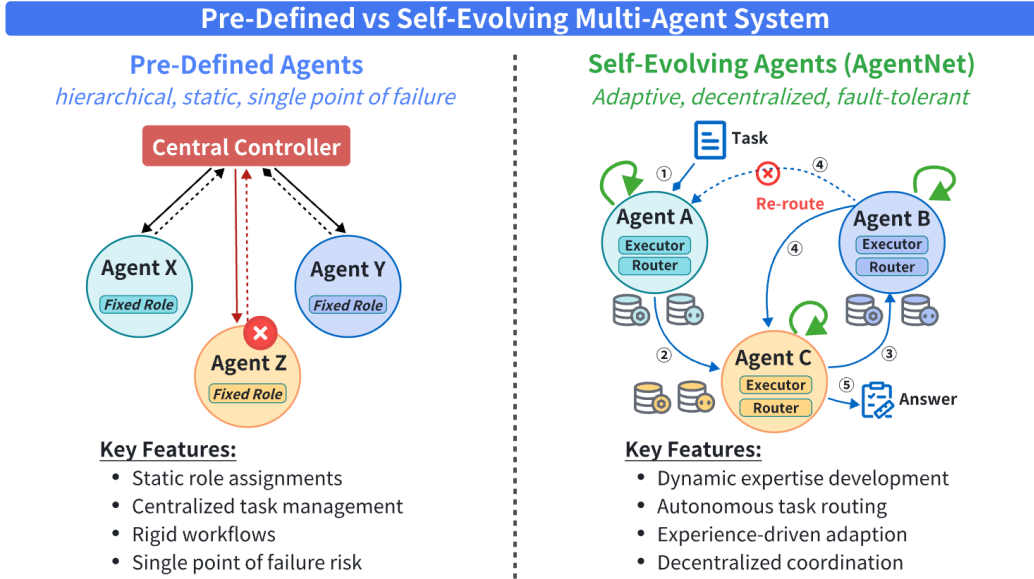 Pre-Defined vs Self-Evolving Multi-Agent System
Pre-Defined Agents
hierarchical, static, single point of failure
Central Controller
Agent X
Fixed Role
Agent Y
Fixed Role
Agent Z
Fixed Role
Key Features:
• Static role assignments
• Centralized task management
• Rigid workflows
• Single point of failure risk
Self-Evolving Agents (AgentNet)
Adaptive, decentralized, fault-tolerant
Task
①
④
Re-route
Agent A
Executor
Router
Agent B
Executor
Router
④
②
③
Agent C
Executor
Router
⑤
Answer
Key Features:
• Dynamic expertise development
• Autonomous task routing
• Experience-driven adaption
• Decentralized coordination